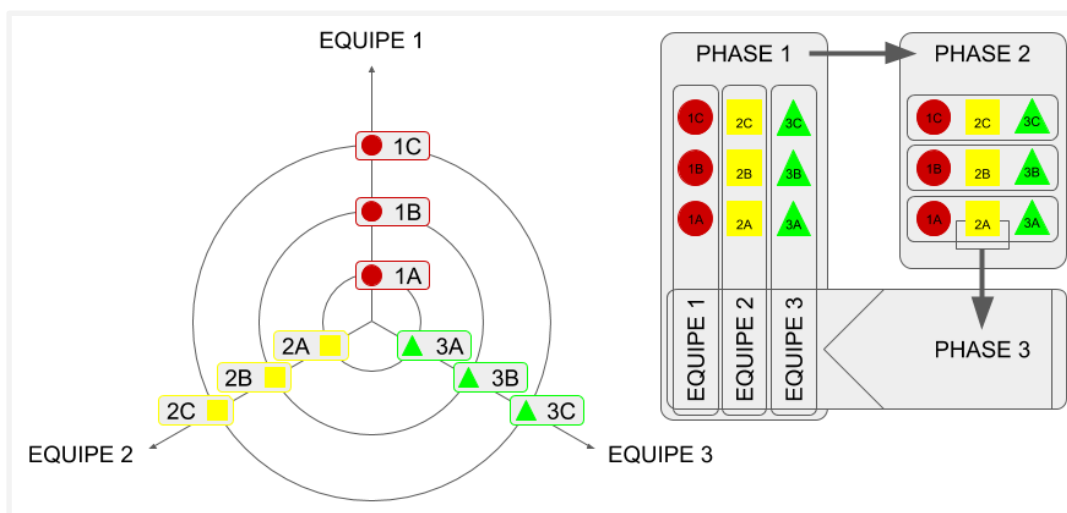 EQUIPE 1
1C
1B
1A
2A
3A
2B
3B
2C
3C
EQUIPE 2
EQUIPE 3
PHASE 1
1C 2C 3C
1B 2B 3B
1A 2A 3A
EQUIPE 1
EQUIPE 2
EQUIPE 3
PHASE 2
1C 2C 3C
1B 2B 3B
1A 2A 3A
PHASE 3